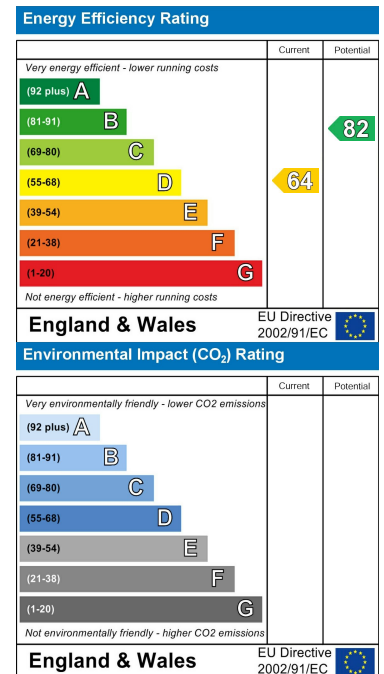 Energy Efficiency Rating
Current Potential
Very energy efficient - lower running costs
(92 plus) A
(81-91) B
82
(69-80) C
(55-68) D
64
(39-54) E
(21-38) F
(1-20) G
Not energy efficient - higher running costs
England & Wales
EU Directive
2002/91/EC
Environmental Impact (CO₂) Rating
Current Potential
Very environmentally friendly - lower CO2 emissions
(92 plus) A
(81-91) B
(69-80) C
(55-68) D
(39-54) E
(21-38) F
(1-20) G
Not environmentally friendly - higher CO2 emissions
England & Wales
EU Directive
2002/91/EC